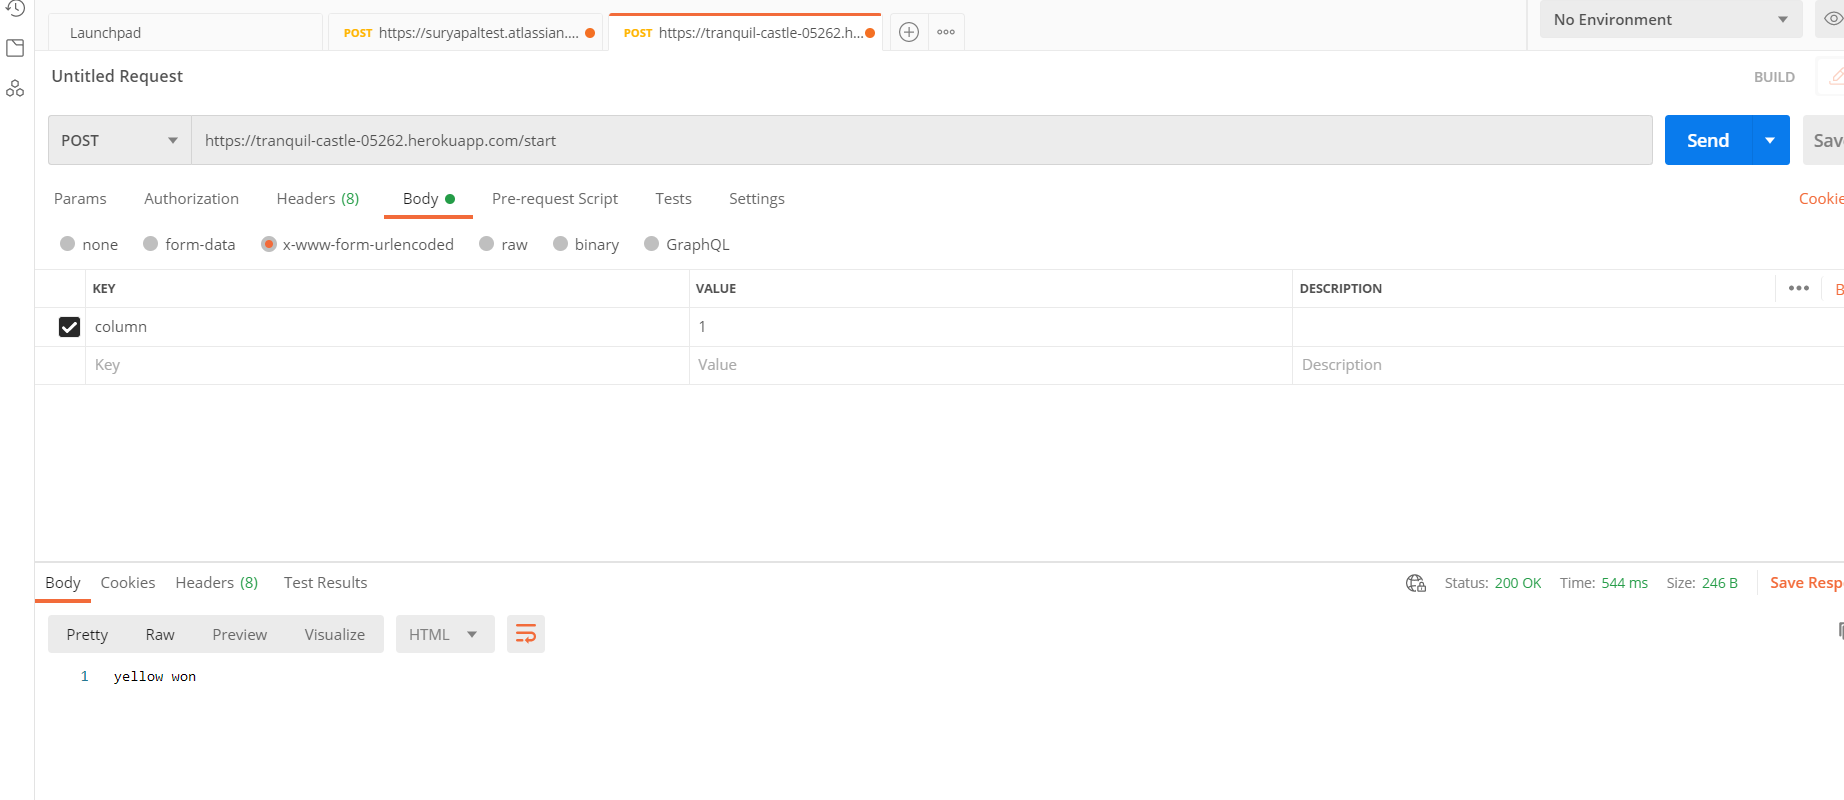 Launchpad
POST https://suryapaltest.atlassian....
POST https://tranquil-castle-05262.h...
No Environment
Untitled Request
BUILD
POST
https://tranquil-castle-05262.herokuapp.com/start
Send
Sav
Params Authorization Headers (8) Body Pre-request Script Tests Settings
Cookie
none form-data x-www-form-urlencoded raw binary GraphQL
KEY VALUE DESCRIPTION
B
column 1
Key Value Description
Body Cookies Headers (8) Test Results
Status: 200 OK Time: 544 ms Size: 246 B
Save Resp
Pretty Raw Preview Visualize HTML
1 yellow won